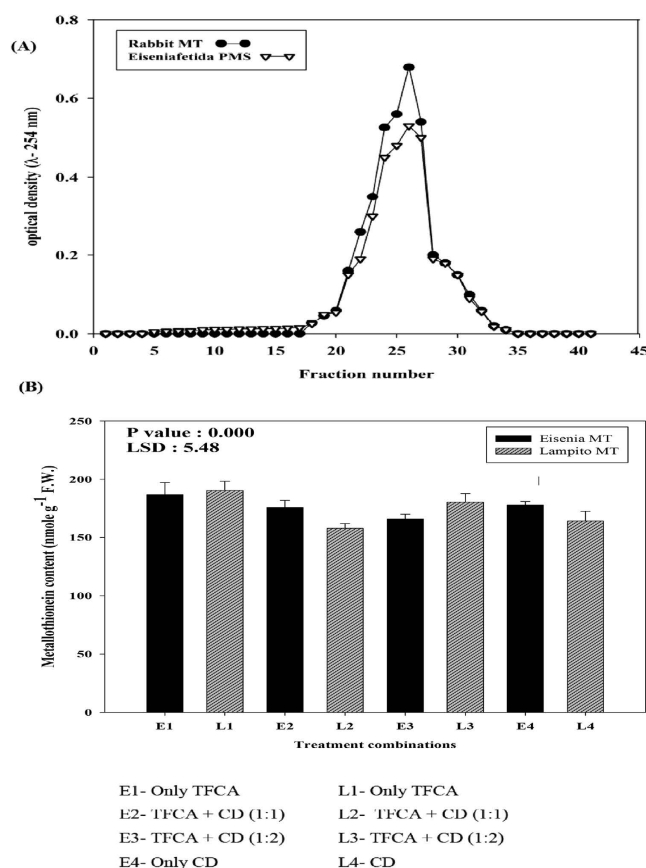 (A)
0.8
Rabbit MT
Eiseniafetida PMS
0.6
optical density (λ- 254 nm)
0.4
0.2
0.0
0 5 10 15 20 25 30 35 40 45
Fraction number
(B)
250
P value : 0.000
LSD : 5.48
Eisenia MT
Lampito MT
200
Metallothionein content (nmole g-1 F.W.)
150
100
50
0
E1 L1 E2 L2 E3 L3 E4 L4
Treatment combinations
E1- Only TFCA L1- Only TFCA
E2- TFCA + CD (1:1) L2- TFCA + CD (1:1)
E3- TFCA + CD (1:2) L3- TFCA + CD (1:2)
E4- Only CD L4- CD